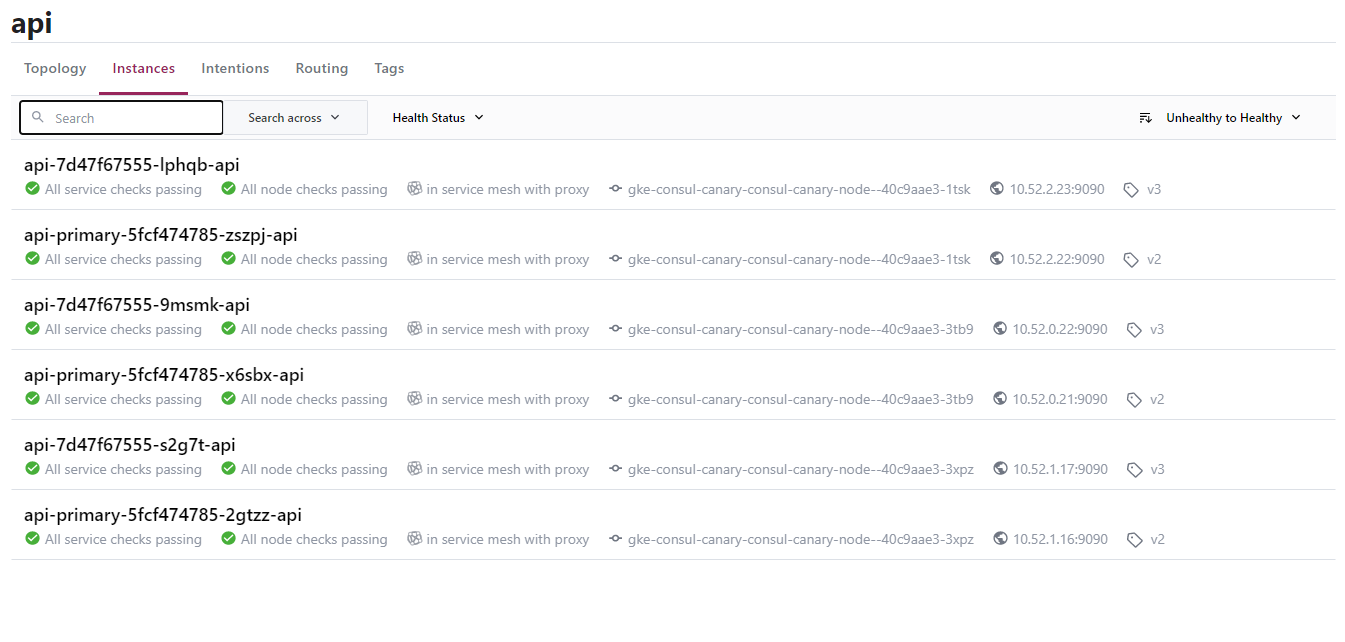 api
Topology Instances Intentions Routing Tags
Search Search across Health Status Unhealthy to Healthy
api-7d47f67555-lphqb-api
All service checks passing All node checks passing in service mesh with proxy gke-consul-canary-consul-canary-node--40c9aae3-1tsk 10.52.2.23:9090 v3
api-primary-5fcf474785-zszpj-api
All service checks passing All node checks passing in service mesh with proxy gke-consul-canary-consul-canary-node--40c9aae3-1tsk 10.52.2.22:9090 v2
api-7d47f67555-9msmk-api
All service checks passing All node checks passing in service mesh with proxy gke-consul-canary-consul-canary-node--40c9aae3-3tb9 10.52.0.22:9090 v3
api-primary-5fcf474785-x6sbx-api
All service checks passing All node checks passing in service mesh with proxy gke-consul-canary-consul-canary-node--40c9aae3-3tb9 10.52.0.21:9090 v2
api-7d47f67555-s2g7t-api
All service checks passing All node checks passing in service mesh with proxy gke-consul-canary-consul-canary-node--40c9aae3-3xpz 10.52.1.17:9090 v3
api-primary-5fcf474785-2gtzz-api
All service checks passing All node checks passing in service mesh with proxy gke-consul-canary-consul-canary-node--40c9aae3-3xpz 10.52.1.16:9090 v2